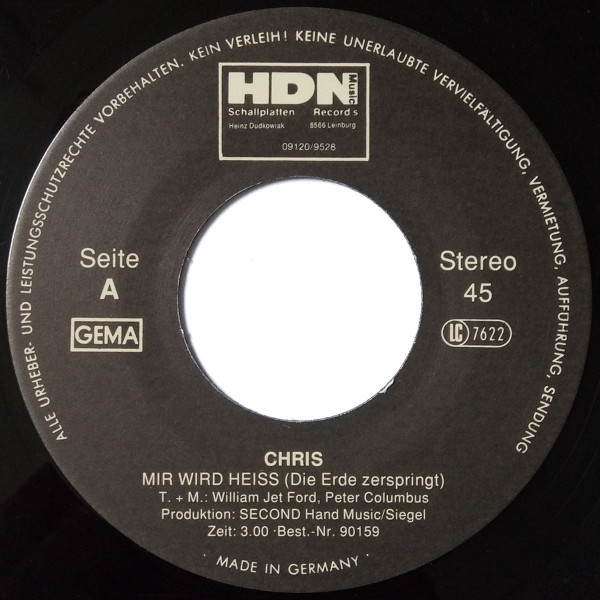 ALLE URHEBER- UND LEISTUNGSSCHUTZRECHTE VORBEHALTEN. KEIN VERLEIH! KEINE UNERLAUBTE VERVIELFÄLTIGUNG, VERMIETUNG, AUFFÜHRUNG, SENDUNG
HDN Music
Schallplatten Records
Heinz Dudkowiak 8566 Leinburg
09120/9528
Seite
A
GEMA
Stereo
45
LC 7622
CHRIS
MIR WIRD HEISS (Die Erde zerspringt)
T. + M.: William Jet Ford, Peter Columbus
Produktion: SECOND Hand Music/Siegel
Zeit: 3.00 · Best.-Nr. 90159
· MADE IN GERMANY ·